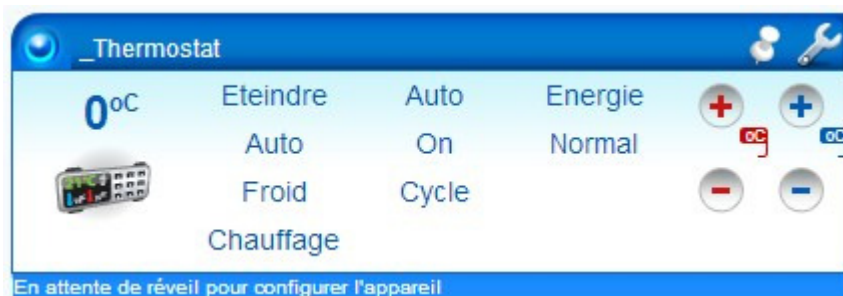 _Thermostat
0°C Eteindre Auto Energie
Auto On Normal
Froid Cycle
Chauffage
°C °C
En attente de réveil pour configurer l'appareil